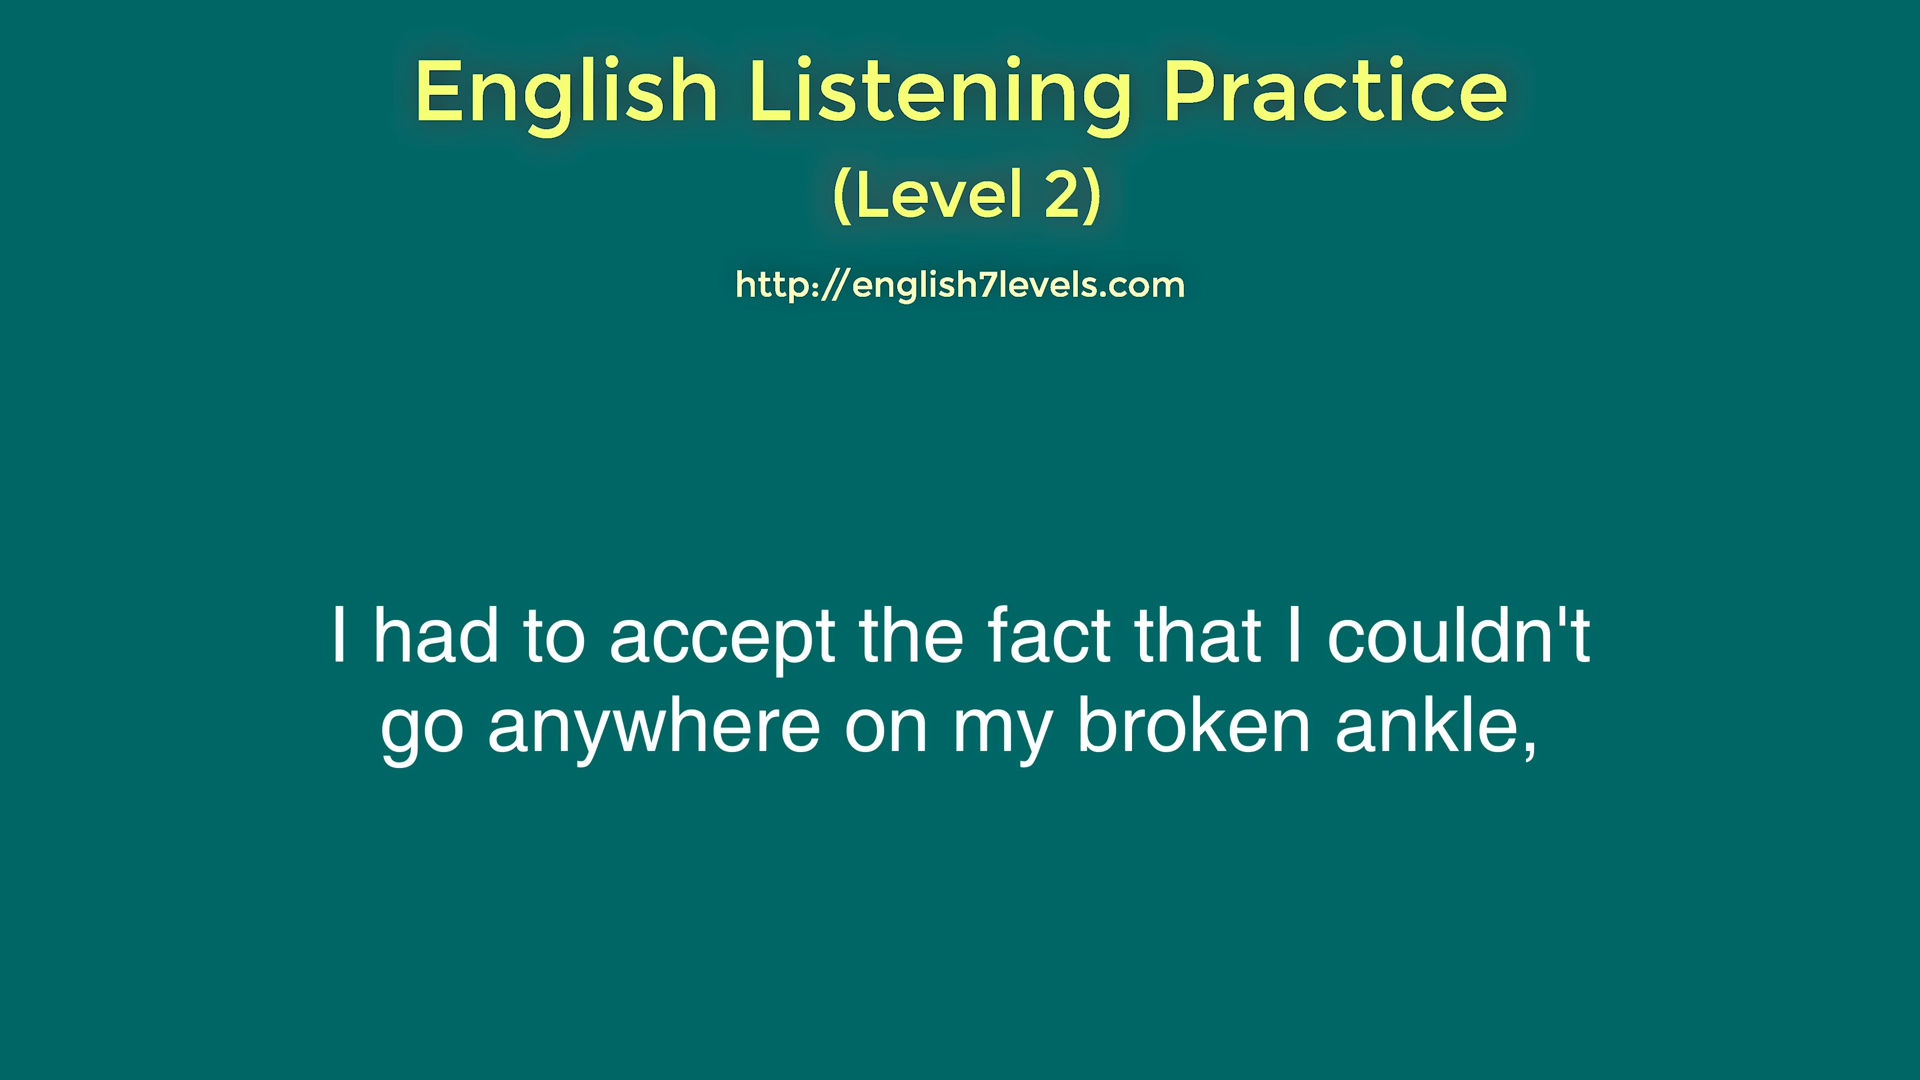 English Listening Practice
(Level 2)
http://english7levels.com
I had to accept the fact that I couldn't
go anywhere on my broken ankle,